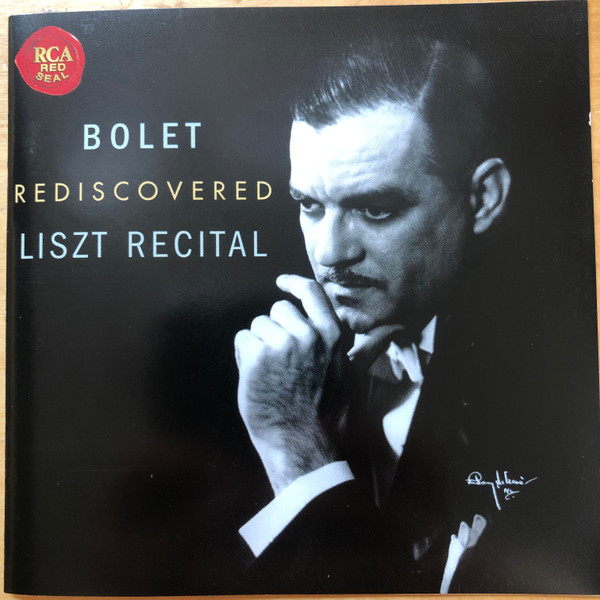 RCA
RED
SEAL
BOLET
REDISCOVERED
LISZT RECITAL